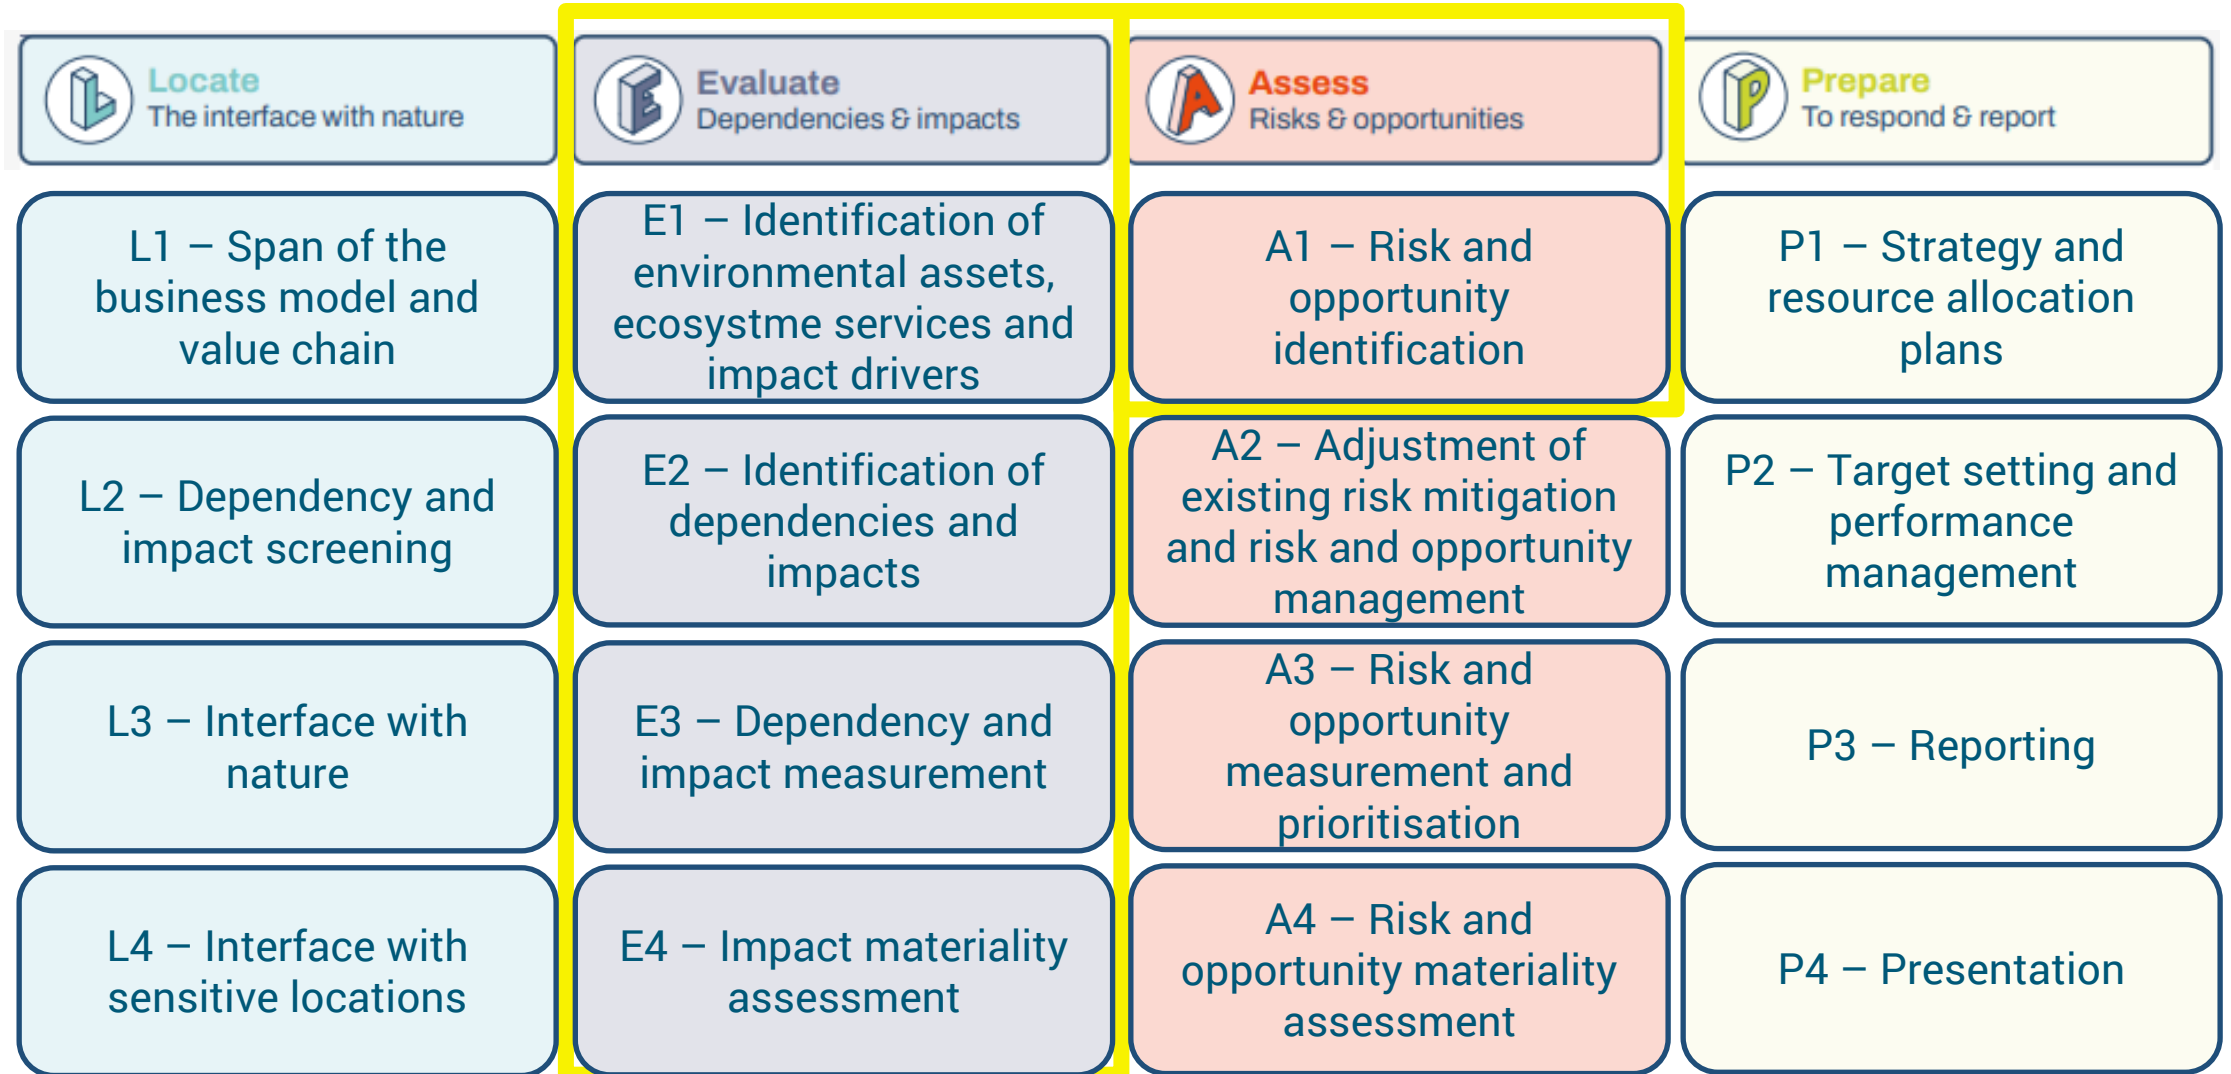 Locate
The interface with nature
Evaluate
Dependencies & impacts
Assess
Risks & opportunities
Prepare
To respond & report
L1 – Span of the
business model and
value chain
E1 – Identification of
environmental assets,
ecosystme services and
impact drivers
A1 – Risk and
opportunity
identification
P1 – Strategy and
resource allocation
plans
L2 – Dependency and
impact screening
E2 – Identification of
dependencies and
impacts
A2 – Adjustment of
existing risk mitigation
and risk and opportunity
management
P2 – Target setting and
performance
management
L3 – Interface with
nature
E3 – Dependency and
impact measurement
A3 – Risk and
opportunity
measurement and
prioritisation
P3 – Reporting
L4 – Interface with
sensitive locations
E4 – Impact materiality
assessment
A4 – Risk and
opportunity materiality
assessment
P4 – Presentation